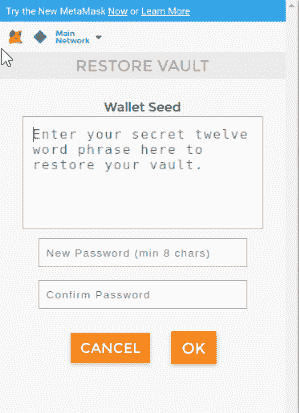 Try the New MetaMask Now or Learn More
Main
Network
RESTORE VAULT
Wallet Seed
Enter your secret twelve
word phrase here to
restore your vault.
New Password (min 8 chars)
Confirm Password
CANCEL OK